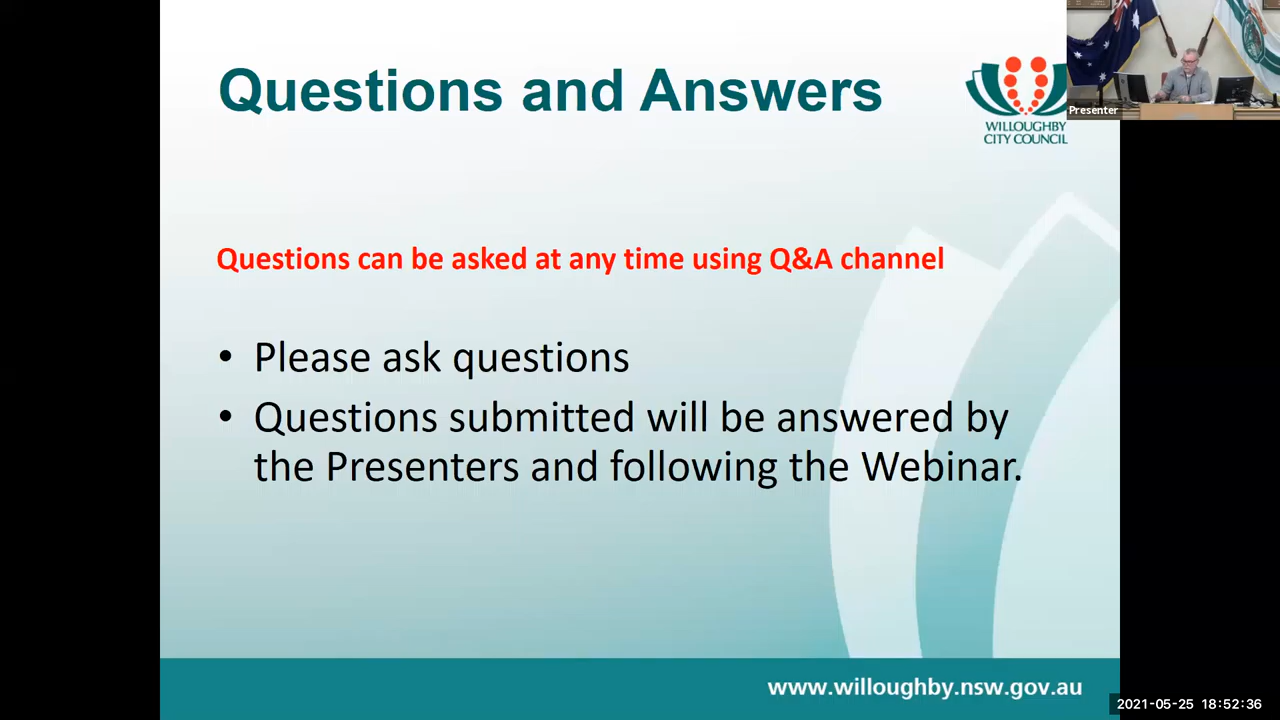 Questions and Answers
WILLOUGHBY
CITY COUNCIL
Presenter
Questions can be asked at any time using Q&A channel
• Please ask questions
• Questions submitted will be answered by
the Presenters and following the Webinar.
www.willoughby.nsw.gov.au
2021-05-25 18:52:36